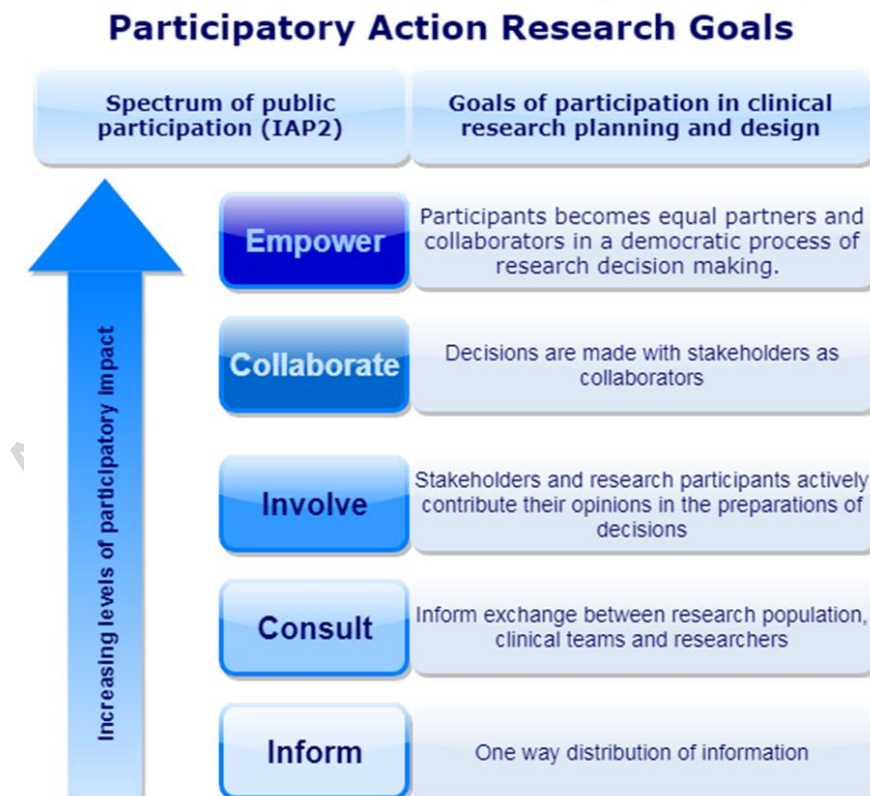 Participatory Action Research Goals
Spectrum of public
participation (IAP2)
Goals of participation in clinical
research planning and design
Increasing levels of participatory impact
Empower
Participants becomes equal partners and
collaborators in a democratic process of
research decision making.
Collaborate
Decisions are made with stakeholders as
collaborators
Involve
Stakeholders and research participants actively
contribute their opinions in the preparations of
decisions
Consult
Inform exchange between research population,
clinical teams and researchers
Inform
One way distribution of information